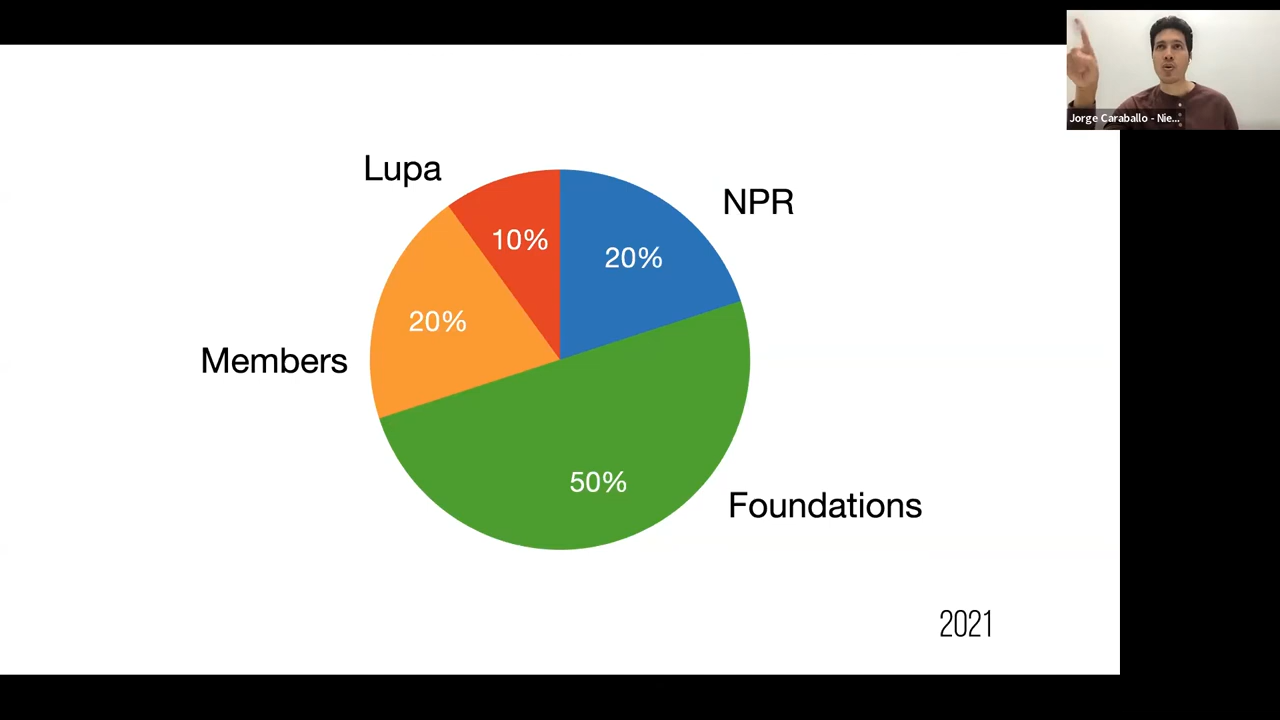 Jorge Caraballo - Nie...
Lupa
NPR
10%
20%
20%
Members
50%
Foundations
2021